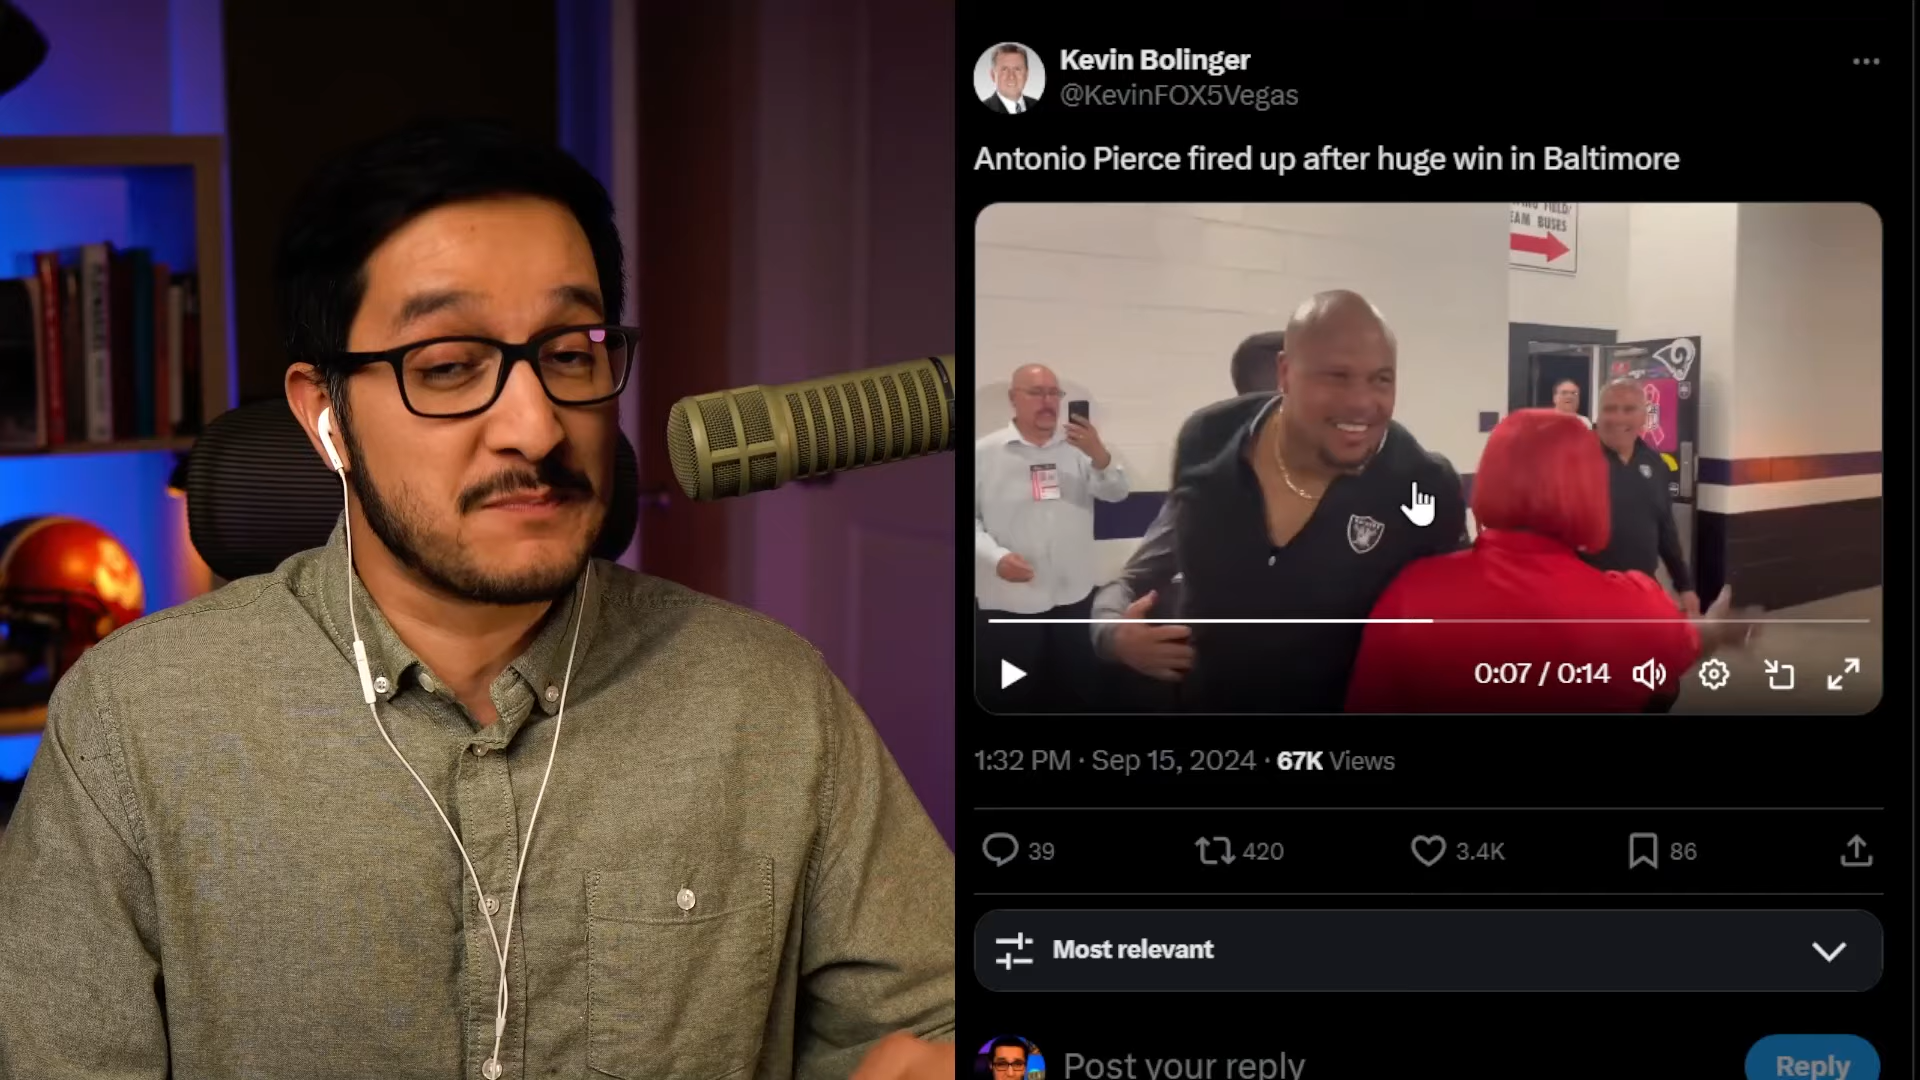 Kevin Bolinger
@KevinFOX5Vegas
Antonio Pierce fired up after huge win in Baltimore
BUSES
0:07 / 0:14
1:32 PM · Sep 15, 2024 · 67K Views
39
420
3.4K
86
Most relevant
Post your reply
Reply